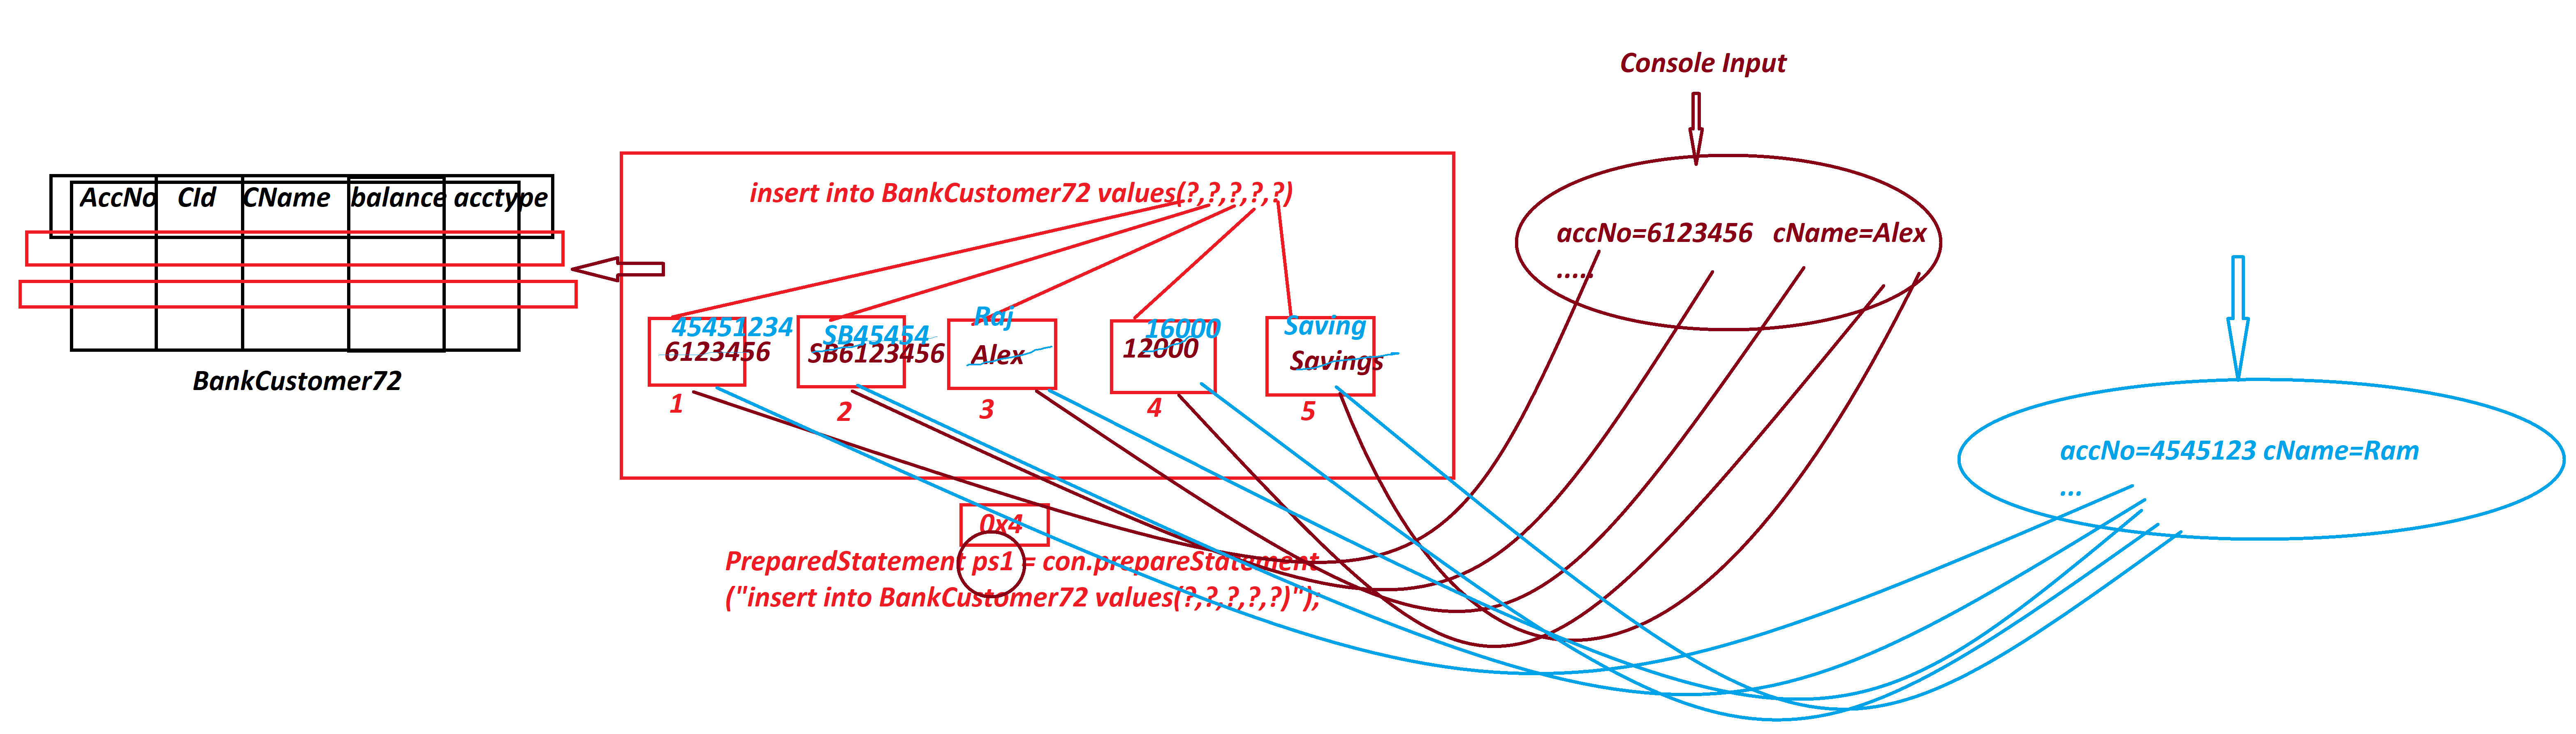 Console Input
AccNo CId CName balance acctype
BankCustomer72
insert into BankCustomer72 values(?,?,?,?,?)
45451234 SB45454 Raj 16000 Saving
6123456 SB6123456 Alex 12000 Savings
1 2 3 4 5
0x4
PreparedStatement ps1 = con.prepareStatement
("insert into BankCustomer72 values(?,?,?,?,?)");
accNo=6123456 cName=Alex
.....
accNo=4545123 cName=Ram
...